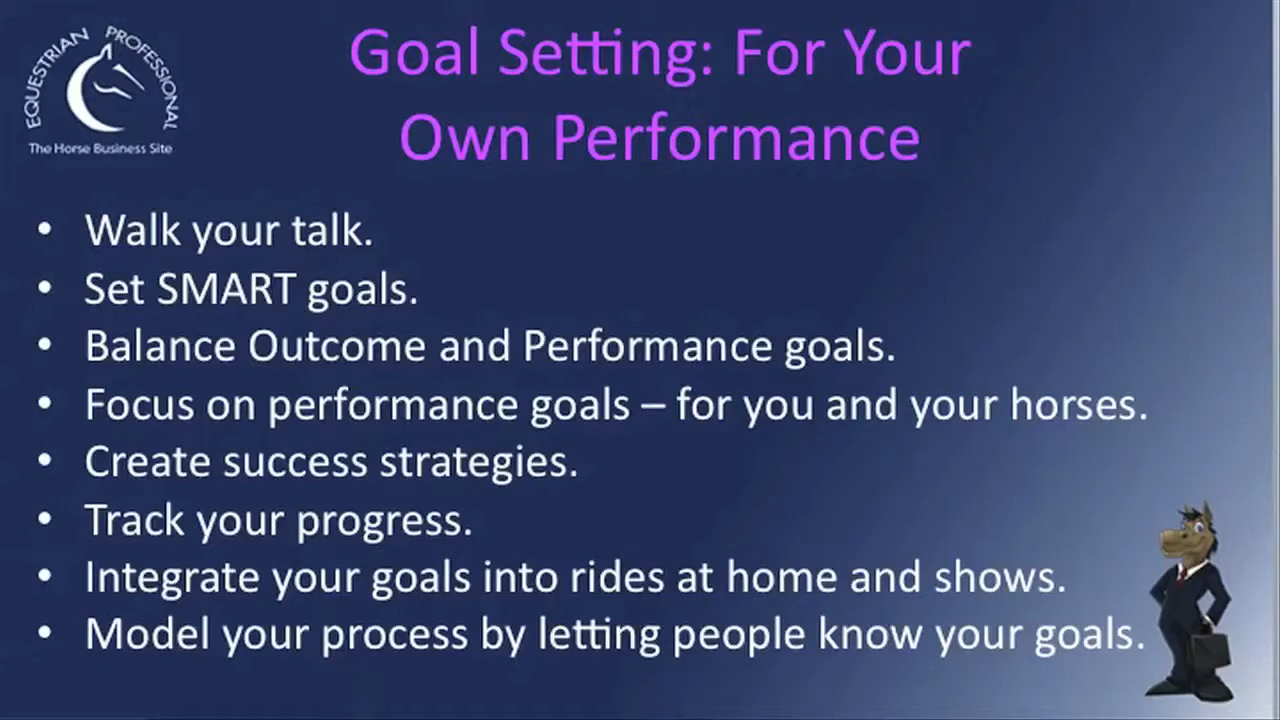 EQUESTRIAN PROFESSIONAL
The Horse Business Site
Goal Setting: For Your
Own Performance
• Walk your talk.
• Set SMART goals.
• Balance Outcome and Performance goals.
• Focus on performance goals – for you and your horses.
• Create success strategies.
• Track your progress.
• Integrate your goals into rides at home and shows.
• Model your process by letting people know your goals.